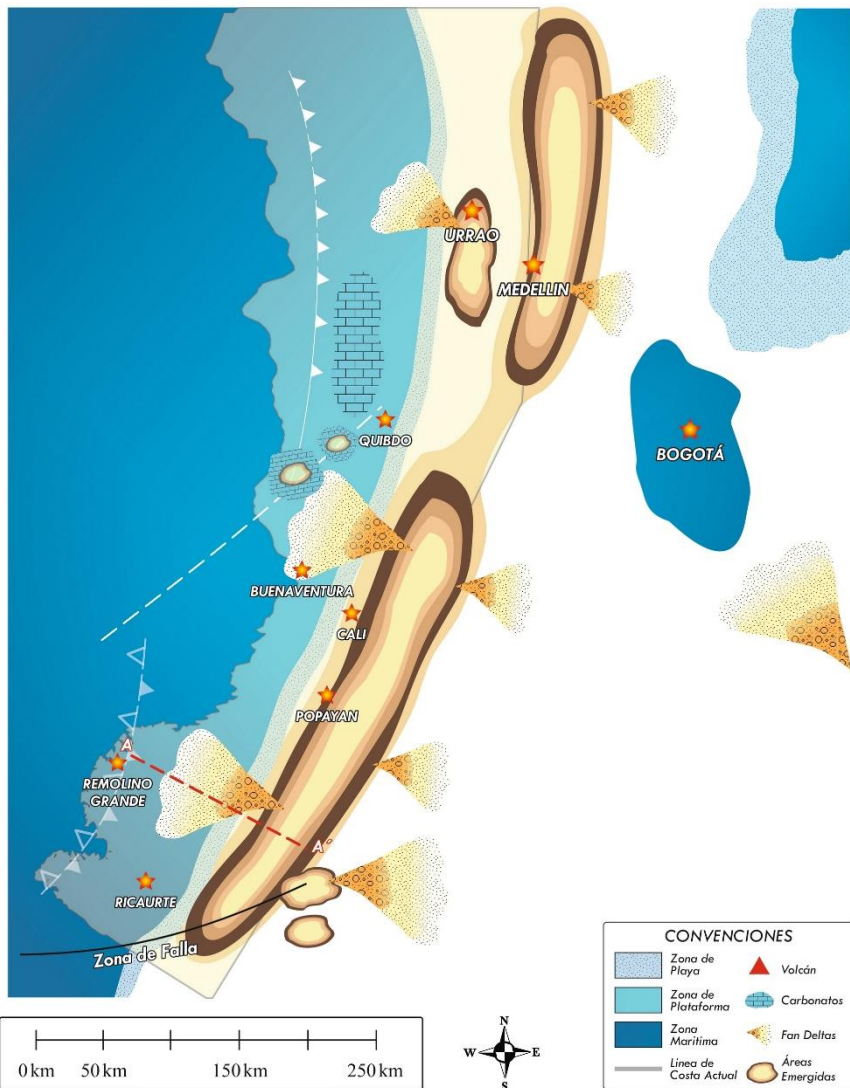 URRAO
MEDELLIN
QUIBDO
BOGOTÁ
BUENAVENTURA
CALI
POPAYAN
A
REMOLINO
GRANDE
A´
RICAURTE
Zona de Falla
CONVENCIONES
Zona de
Playa
Volcán
Zona de
Plataforma
Carbonatos
Zona
Marítima
Fan Deltas
Línea de
Costa Actual
Áreas
Emergidas
0 km 50 km 150 km 250 km
N
W E
S